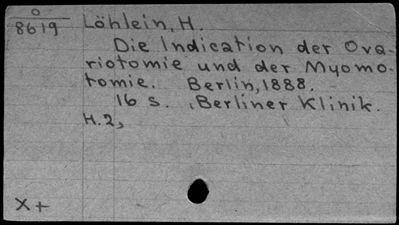 O
8619
Löhlein, H.
Die Indication der Ova-
riotomie und der Myomo-
tomie. Berlin, 1888.
16 s. , Berliner Klinik.
H. 2,
X+